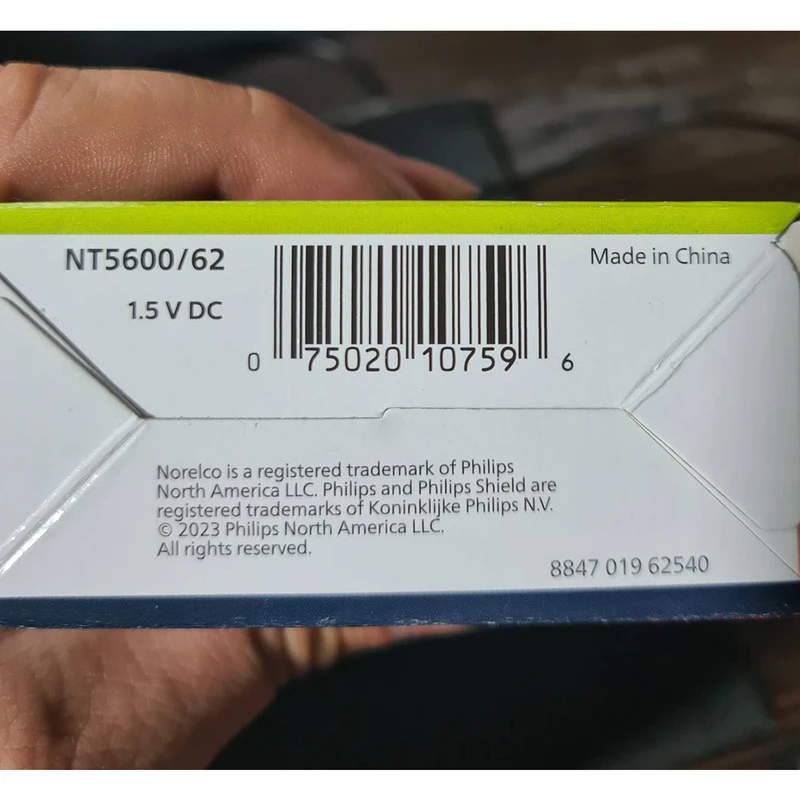 NT5600/62
1.5 V DC
Made in China
0 75020 10759 6
Norelco is a registered trademark of Philips
North America LLC. Philips and Philips Shield are
registered trademarks of Koninklijke Philips N.V.
© 2023 Philips North America LLC.
All rights reserved.
8847 019 62540